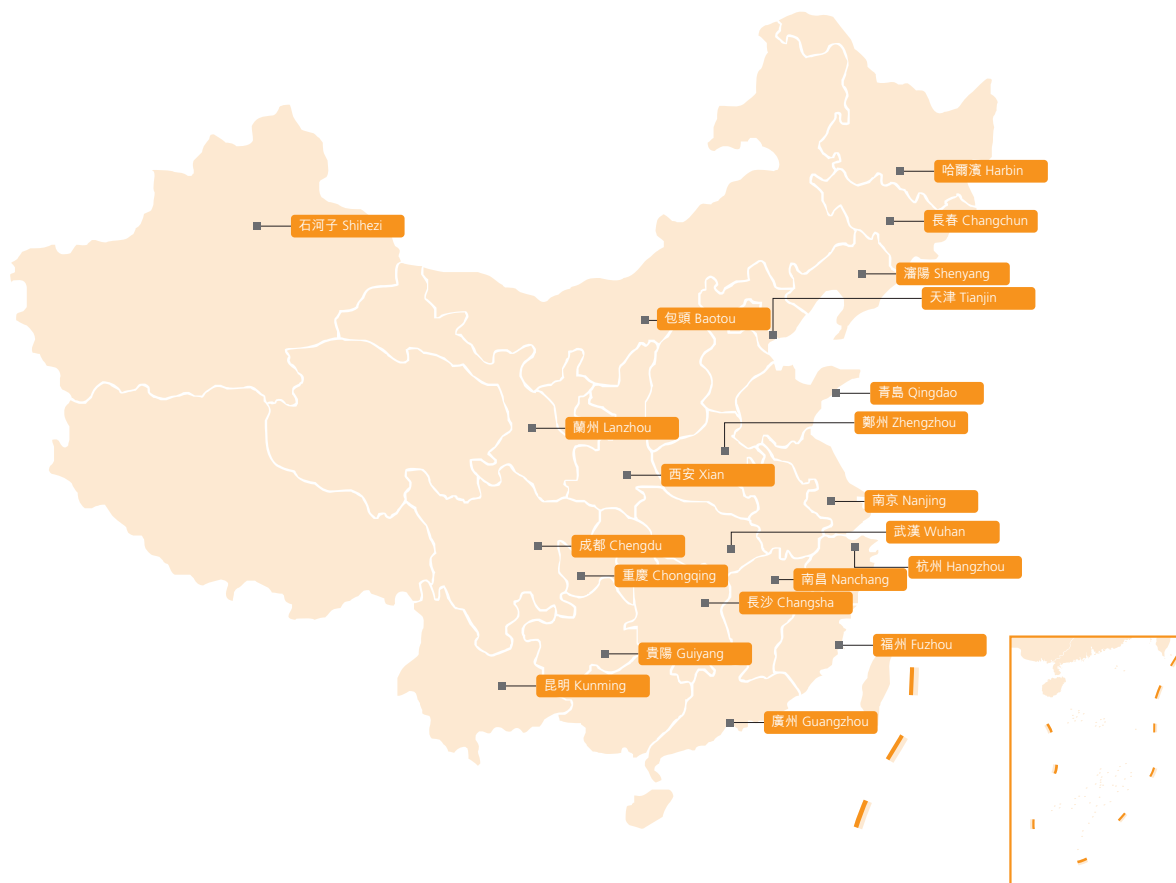 哈爾濱 Harbin
長春 Changchun
石河子 Shihezi
瀋陽 Shenyang
天津 Tianjin
包頭 Baotou
青島 Qingdao
鄭州 Zhengzhou
蘭州 Lanzhou
西安 Xian
南京 Nanjing
武漢 Wuhan
成都 Chengdu
杭州 Hangzhou
重慶 Chongqing
南昌 Nanchang
長沙 Changsha
福州 Fuzhou
貴陽 Guiyang
昆明 Kunming
廣州 Guangzhou